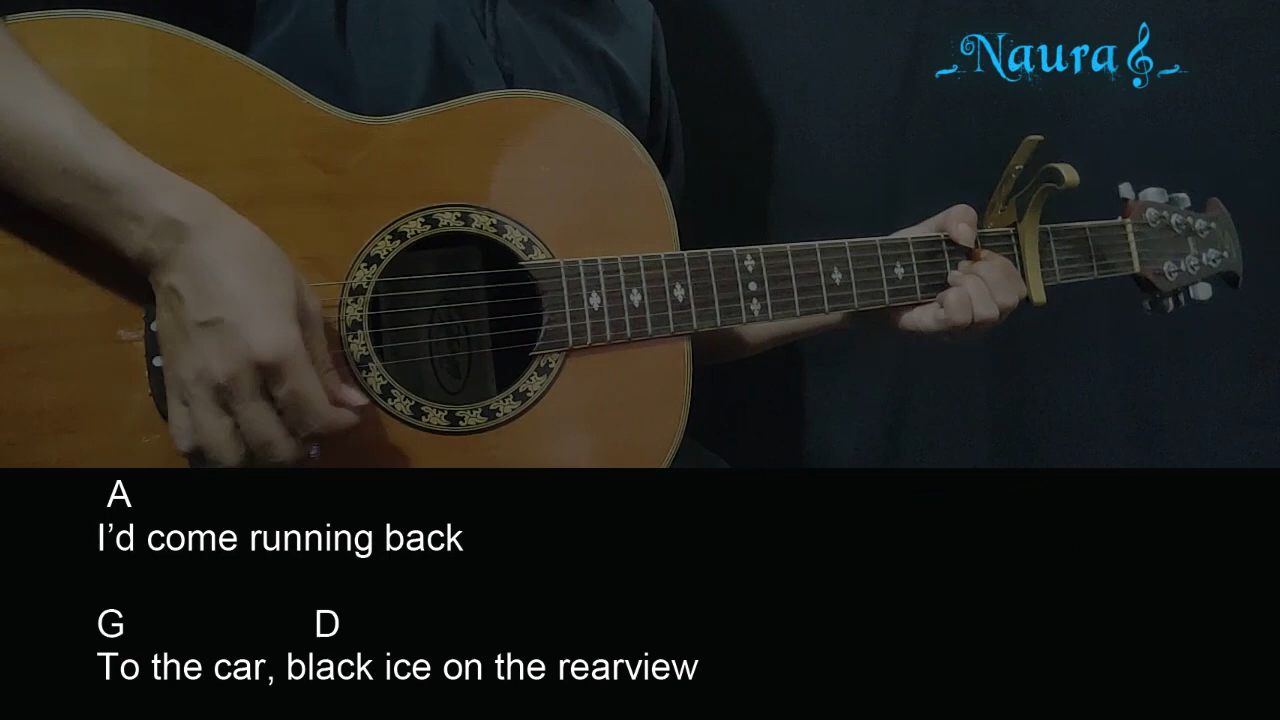 Naura
A
I’d come running back
G D
To the car, black ice on the rearview